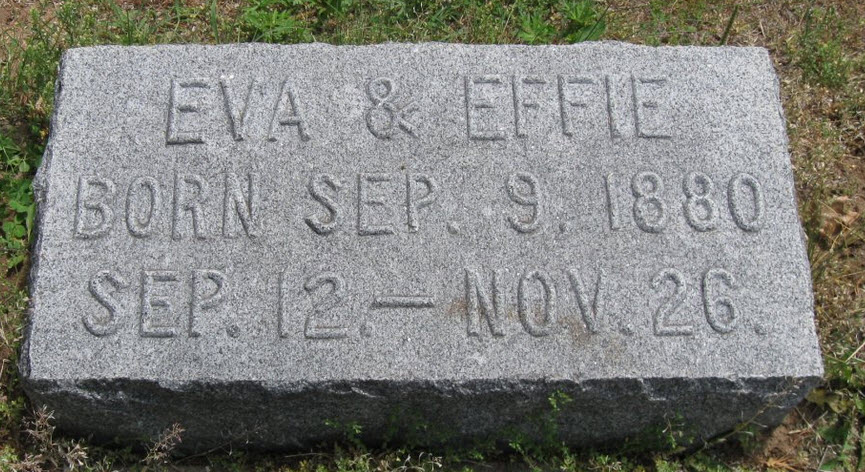 EVA & EFFIE
BORN SEP. 9, 1880
SEP. 12.—NOV. 26.